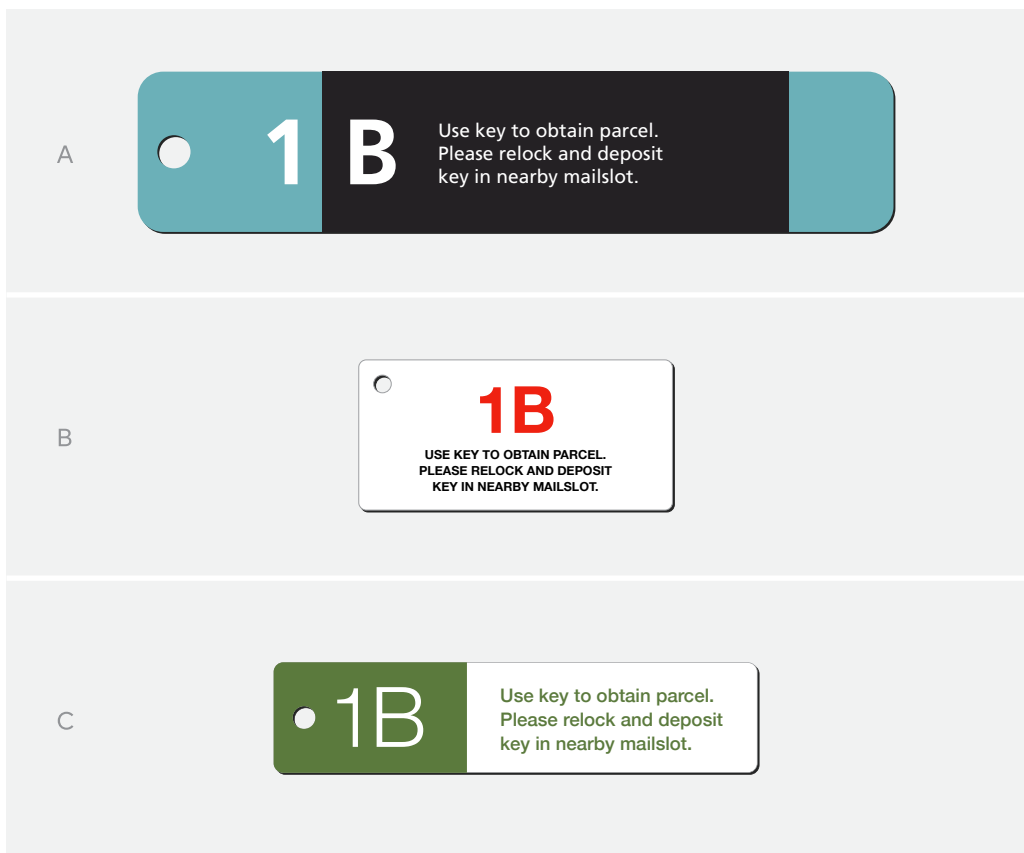 A
1 B
Use key to obtain parcel.
Please relock and deposit
key in nearby mailslot.
B
1B
USE KEY TO OBTAIN PARCEL.
PLEASE RELOCK AND DEPOSIT
KEY IN NEARBY MAILSLOT.
C
1B
Use key to obtain parcel.
Please relock and deposit
key in nearby mailslot.